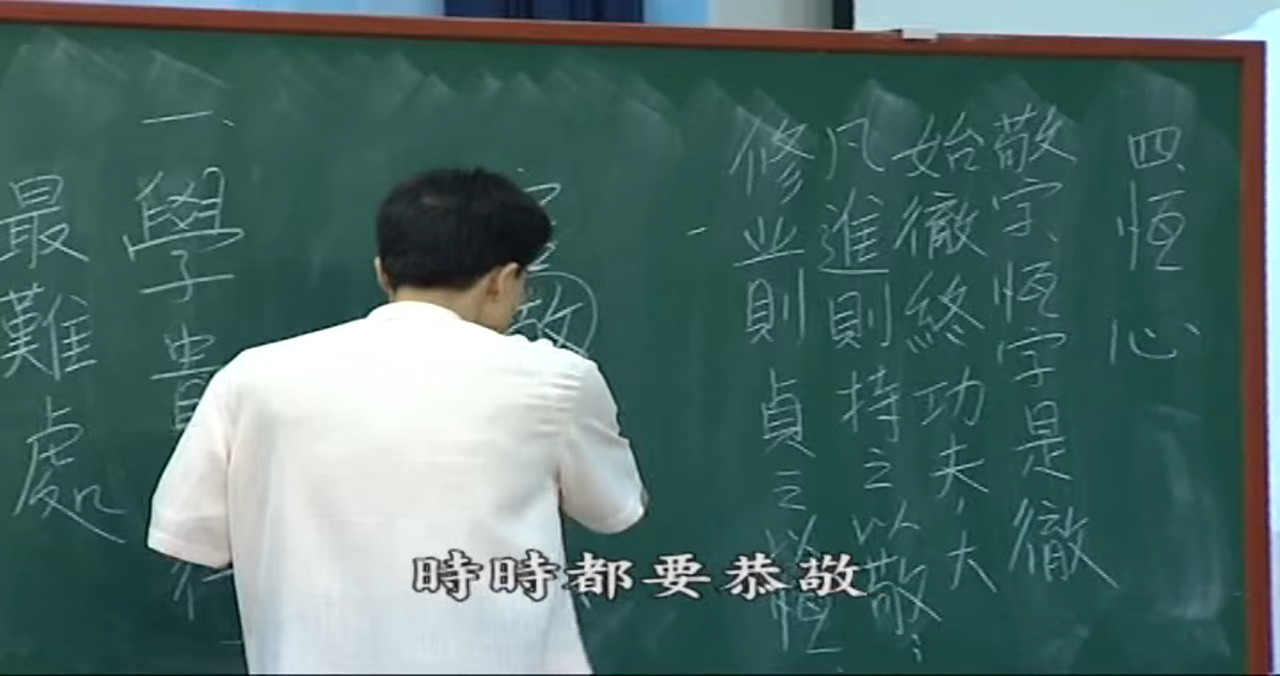 四、恆心
敬字、恆字是徹
始徹終功夫,大
凡進則持之以敬;
修业則貞之以恆;
敬
一、學貴
最難處
時時都要恭敬